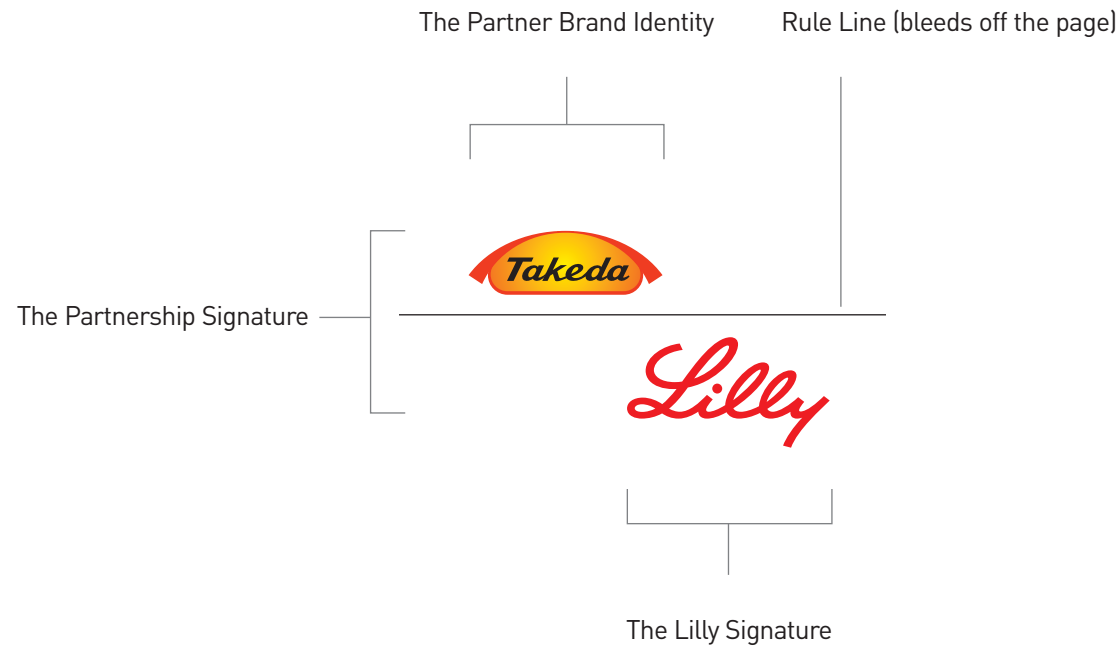 The Partner Brand Identity
Rule Line (bleeds off the page)
Takeda
The Partnership Signature
Lilly
The Lilly Signature